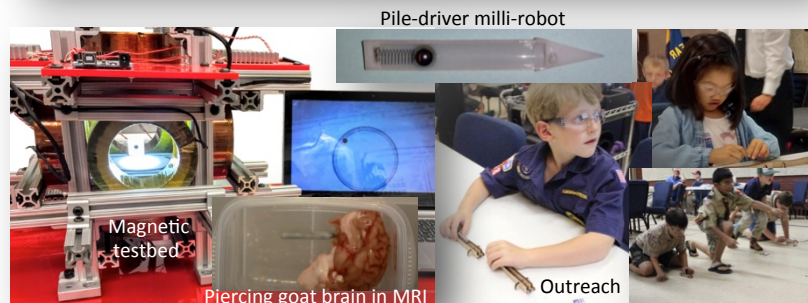 Pile-driver milli-robot
Magnetic
testbed
Piercing goat brain in MRI
Outreach